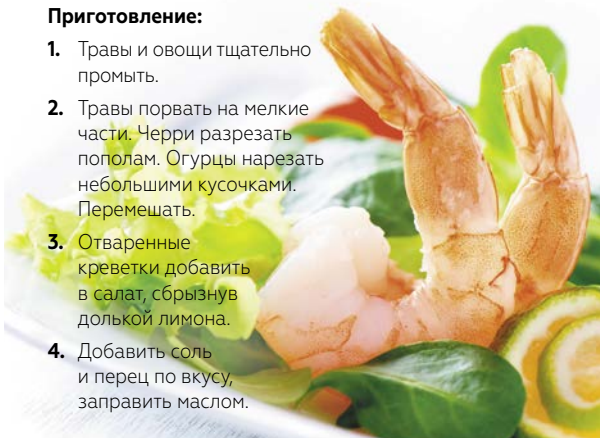 Приготовление:
1. Травы и овощи тщательно
промыть.
2. Травы порвать на мелкие
части. Черри разрезать
пополам. Огурцы нарезать
небольшими кусочками.
Перемешать.
3. Отваренные
креветки добавить
в салат, сбрызнув
долькой лимона.
4. Добавить соль
и перец по вкусу,
заправить маслом.